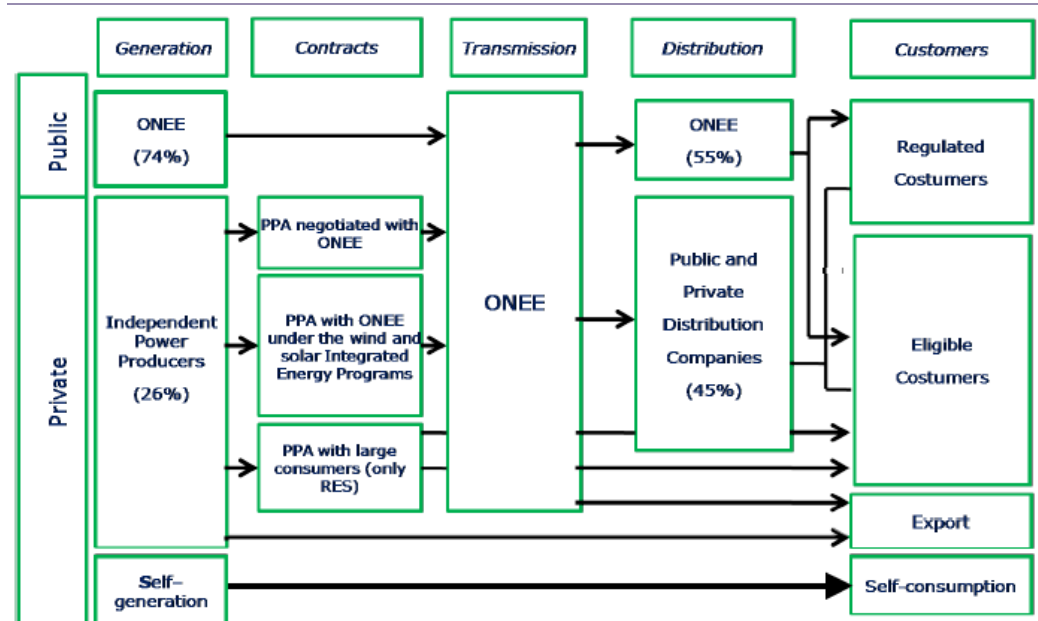 Generation
Contracts
Transmission
Distribution
Customers
Public
ONEE
(74%)
ONEE
(55%)
Regulated
Costumers
Private
Independent
Power
Producers
(26%)
PPA negotiated with
ONEE
PPA with ONEE
under the wind and
solar Integrated
Energy Programs
PPA with large
consumers (only
RES)
ONEE
Public and
Private
Distribution
Companies
(45%)
Eligible
Costumers
Export
Self-
generation
Self-consumption